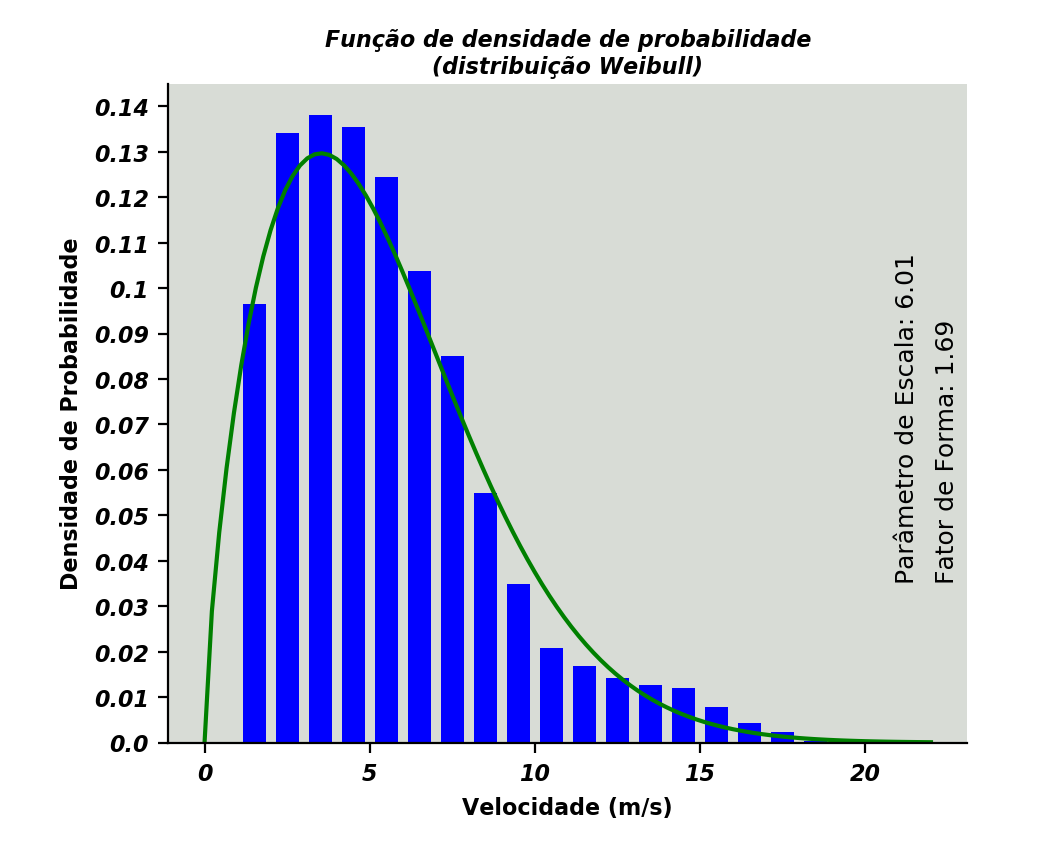 Função de densidade de probabilidade
(distribuição Weibull)
Densidade de Probabilidade
0.14
0.13
0.12
0.11
0.1
0.09
0.08
0.07
0.06
0.05
0.04
0.03
0.02
0.01
0.0
Parâmetro de Escala: 6.01
Fator de Forma: 1.69
0 5 10 15 20
Velocidade (m/s)